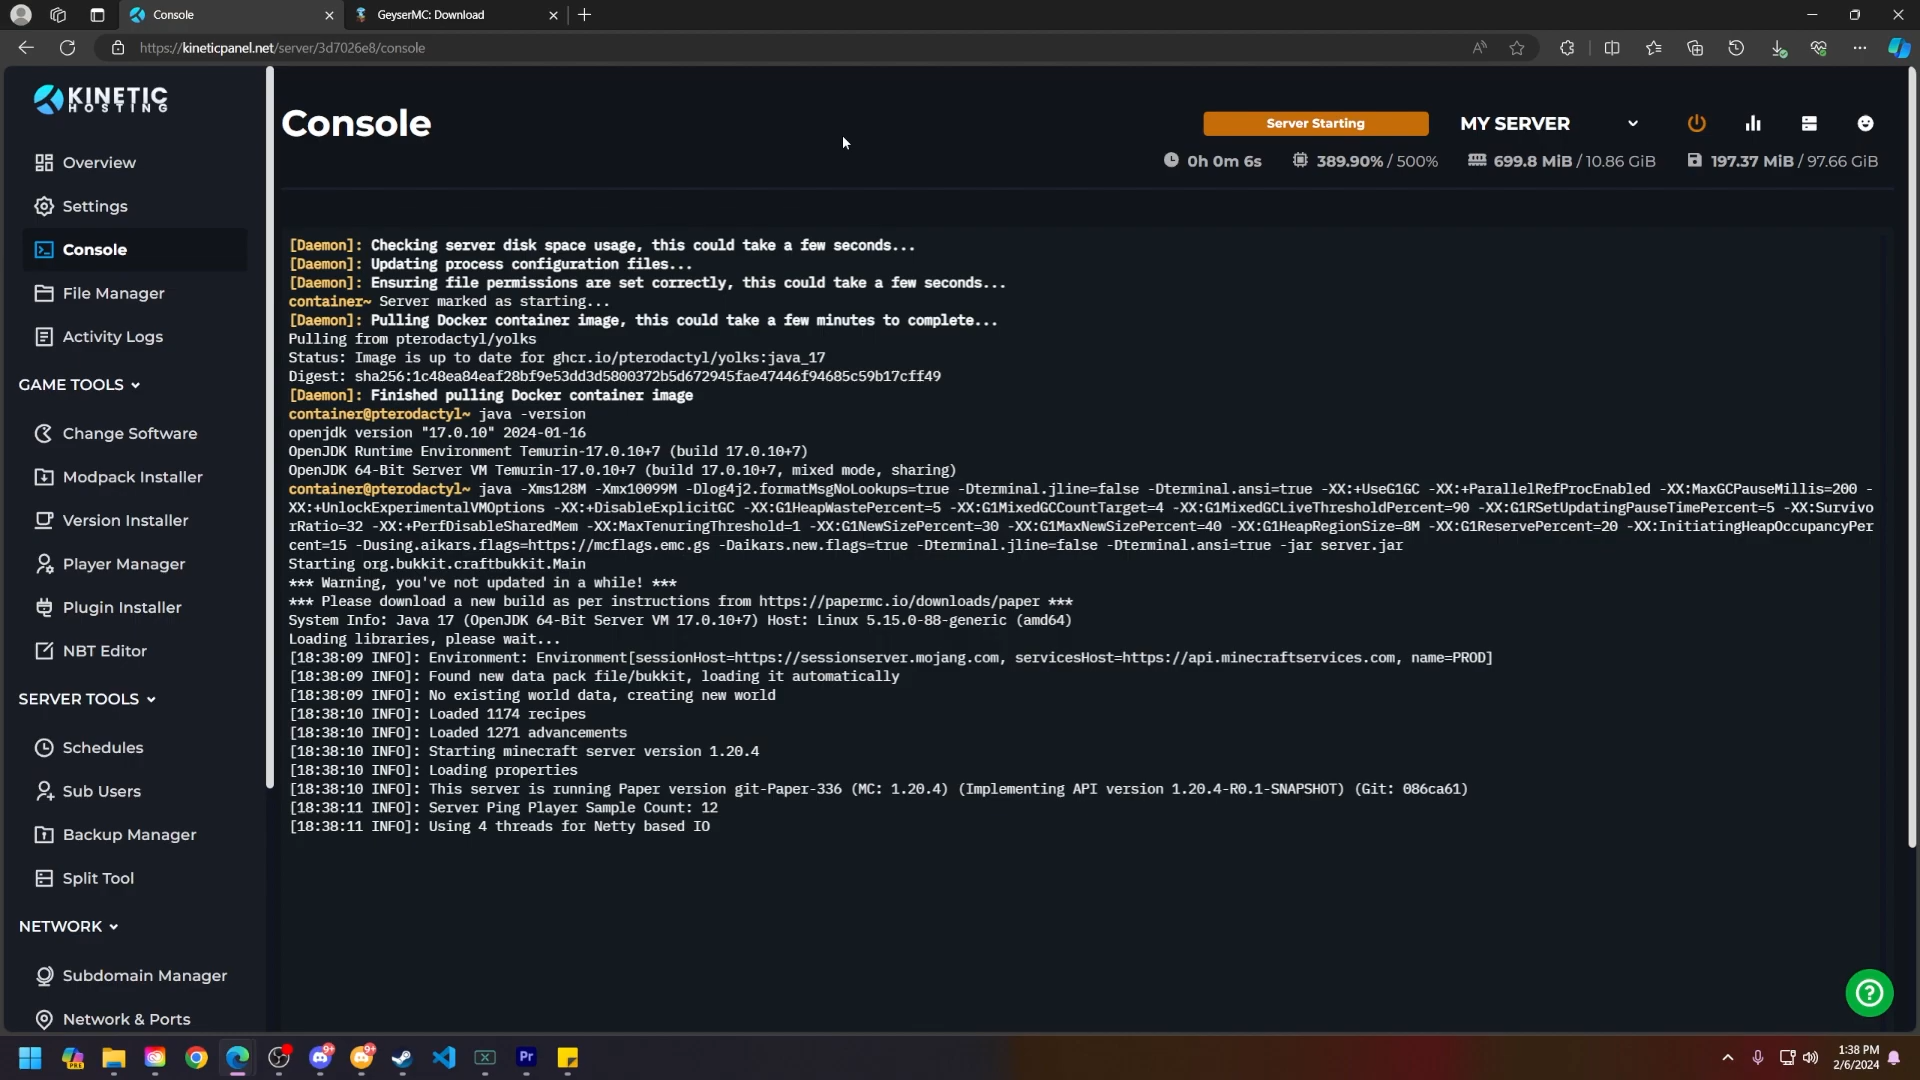 Console
GeyserMC: Download
https://kineticpanel.net/server/3d7026e8/console
KINETIC
HOSTING
Console
Server Starting
MY SERVER
0h 0m 6s
389.90% / 500%
699.8 MiB / 10.86 GiB
197.37 MiB / 97.66 GiB
Overview
Settings
Console
File Manager
Activity Logs
GAME TOOLS
Change Software
Modpack Installer
Version Installer
Player Manager
Plugin Installer
NBT Editor
SERVER TOOLS
Schedules
Sub Users
Backup Manager
Split Tool
NETWORK
Subdomain Manager
Network & Ports
[Daemon]: Checking server disk space usage, this could take a few seconds...
[Daemon]: Updating process configuration files...
[Daemon]: Ensuring file permissions are set correctly, this could take a few seconds...
container~ Server marked as starting...
[Daemon]: Pulling Docker container image, this could take a few minutes to complete...
Pulling from pterodactyl/yolks
Status: Image is up to date for ghcr.io/pterodactyl/yolks:java_17
Digest: sha256:1c48ea84eaf28bf9e53dd3d5800372b5d672945fae47446f94685c59b17cff49
[Daemon]: Finished pulling Docker container image
container@pterodactyl~ java -version
openjdk version "17.0.10" 2024-01-16
OpenJDK Runtime Environment Temurin-17.0.10+7 (build 17.0.10+7)
OpenJDK 64-Bit Server VM Temurin-17.0.10+7 (build 17.0.10+7, mixed mode, sharing)
container@pterodactyl~ java -Xms128M -Xmx10099M -Dlog4j2.formatMsgNoLookups=true -Dterminal.jline=false -Dterminal.ansi=true -XX:+UseG1GC -XX:+ParallelRefProcEnabled -XX:MaxGCPauseMillis=200 -
XX:+UnlockExperimentalVMOptions -XX:+DisableExplicitGC -XX:G1HeapWastePercent=5 -XX:G1MixedGCCountTarget=4 -XX:G1MixedGCLiveThresholdPercent=90 -XX:G1RSetUpdatingPauseTimePercent=5 -XX:Survivo
rRatio=32 -XX:+PerfDisableSharedMem -XX:MaxTenuringThreshold=1 -XX:G1NewSizePercent=30 -XX:G1MaxNewSizePercent=40 -XX:G1HeapRegionSize=8M -XX:G1ReservePercent=20 -XX:InitiatingHeapOccupancyPer
cent=15 -Dusing.aikars.flags=https://mcflags.emc.gs -Daikars.new.flags=true -Dterminal.jline=false -Dterminal.ansi=true -jar server.jar
Starting org.bukkit.craftbukkit.Main
*** Warning, you've not updated in a while! ***
*** Please download a new build as per instructions from https://papermc.io/downloads/paper ***
System Info: Java 17 (OpenJDK 64-Bit Server VM 17.0.10+7) Host: Linux 5.15.0-88-generic (amd64)
Loading libraries, please wait...
[18:38:09 INFO]: Environment: Environment[sessionHost=https://sessionserver.mojang.com, servicesHost=https://api.minecraftservices.com, name=PROD]
[18:38:09 INFO]: Found new data pack file/bukkit, loading it automatically
[18:38:09 INFO]: No existing world data, creating new world
[18:38:10 INFO]: Loaded 1174 recipes
[18:38:10 INFO]: Loaded 1271 advancements
[18:38:10 INFO]: Starting minecraft server version 1.20.4
[18:38:10 INFO]: Loading properties
[18:38:10 INFO]: This server is running Paper version git-Paper-336 (MC: 1.20.4) (Implementing API version 1.20.4-R0.1-SNAPSHOT) (Git: 086ca61)
[18:38:11 INFO]: Server Ping Player Sample Count: 12
[18:38:11 INFO]: Using 4 threads for Netty based IO
1:38 PM
2/6/2024